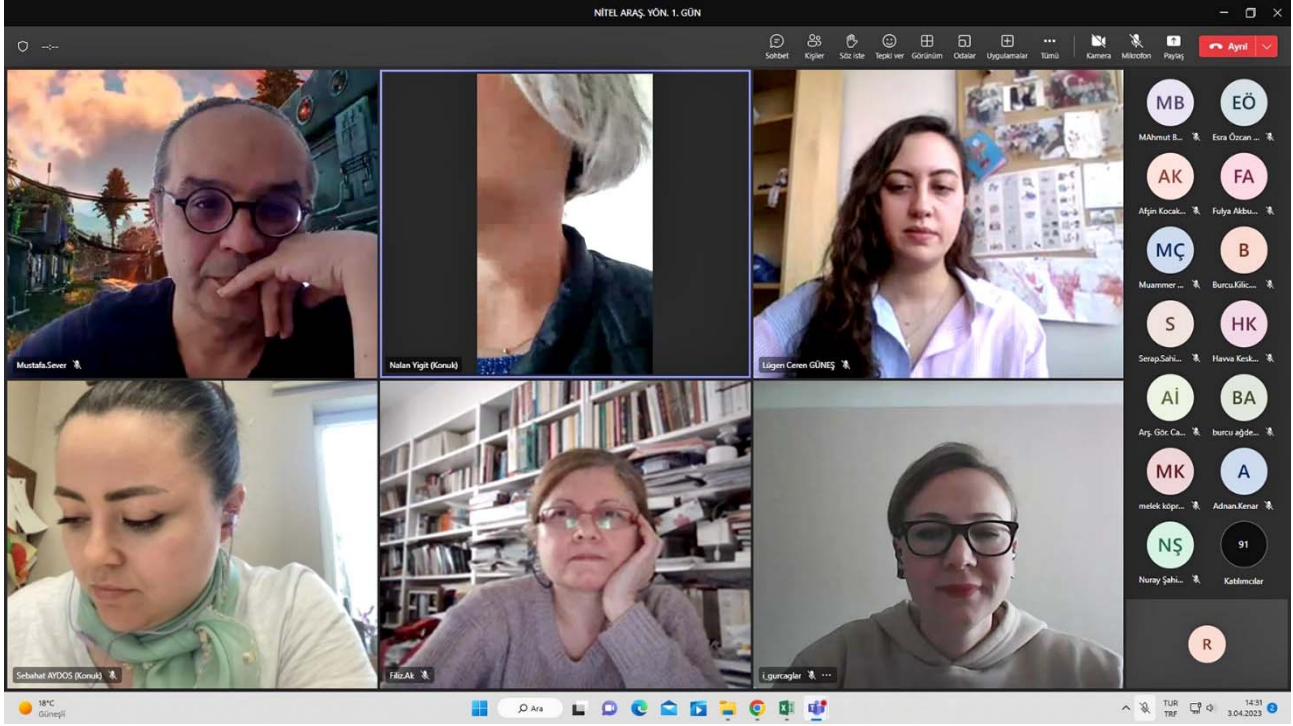 NİTEL ARAŞ. YÖN. 1. GÜN
--:--
Sohbet Kişiler Söz iste Tepki ver Görünüm Odalar Uygulamalar Tümü Kamera Mikrofon Paylaş Ayrıl
Mustafa.Sever
Nalan Yigit (Konuk)
Lügen Ceren GÜNEŞ
Sebahat AYDOS (Konuk)
Filiz.Ak
i_gurcaglar
MB EÖ
MAhmut B... Esra Özcan ...
AK FA
Afşin Kocak... Fulya Akbu...
MÇ B
Muammer ... Burcu.Kilic....
S HK
Serap.Sahi... Havva Kesk...
Aİ BA
Arş. Gör. Ca... burcu ağde...
MK A
melek köpr... Adnan.Kenar
NŞ 91
Nuray Şahi... Katılımcılar
R
18°C
Güneşli
Ara
TUR
TRF
14:31
3.04.2023
2